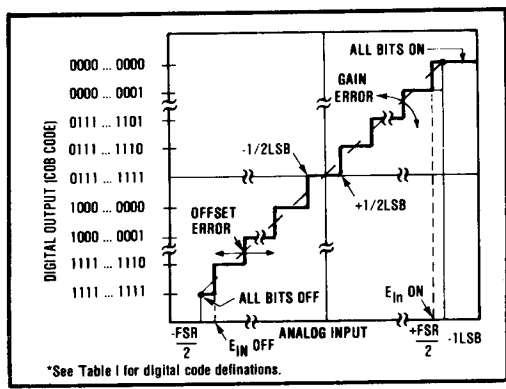 ALL BITS ON
0000 ... 0000
0000 ... 0001
GAIN
ERROR
0111 ... 1101
0111 ... 1110
-1/2LSB
0111 ... 1111
+1/2LSB
1000 ... 0000
OFFSET
ERROR
1000 ... 0001
1111 ... 1110
1111 ... 1111
ALL BITS OFF
EIn ON
DIGITAL OUTPUT (COB CODE)
-FSR
2
EIN OFF
ANALOG INPUT
+FSR
2
-1LSB
*See Table I for digital code definations.